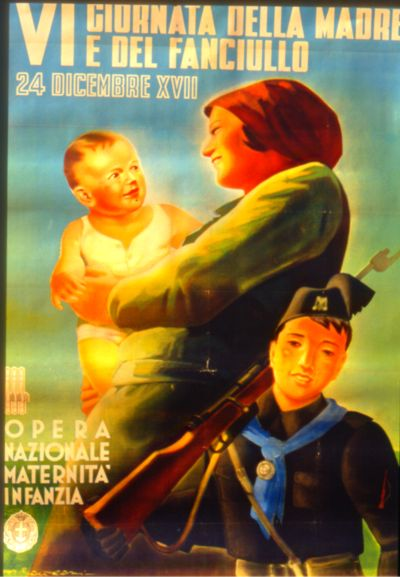 VI GIORNATA DELLA MADRE
E DEL FANCIULLO
24 DICEMBRE XVII
OPERA
NAZIONALE
MATERNITA'
INFANZIA